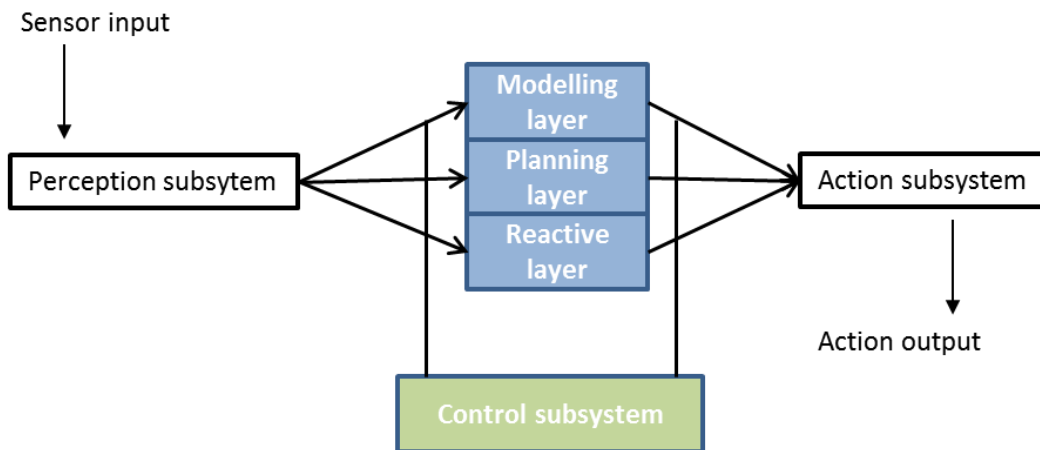 Sensor input
Modelling
layer
Perception subsytem
Planning
layer
Action subsystem
Reactive
layer
Action output
Control subsystem